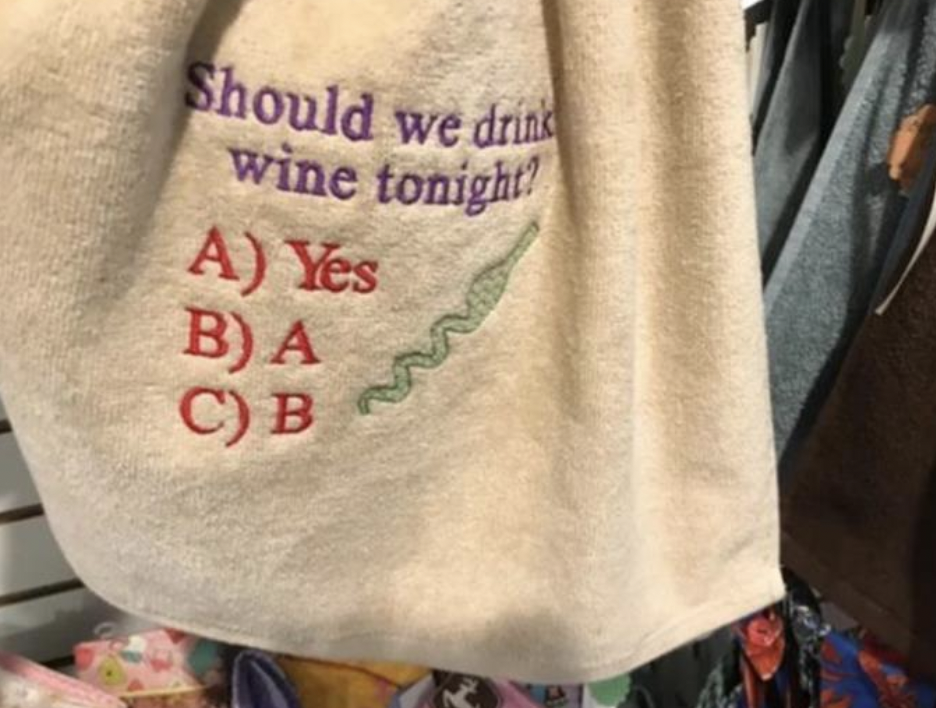 Should we drink
wine tonight?
A) Yes
B) A
C) B